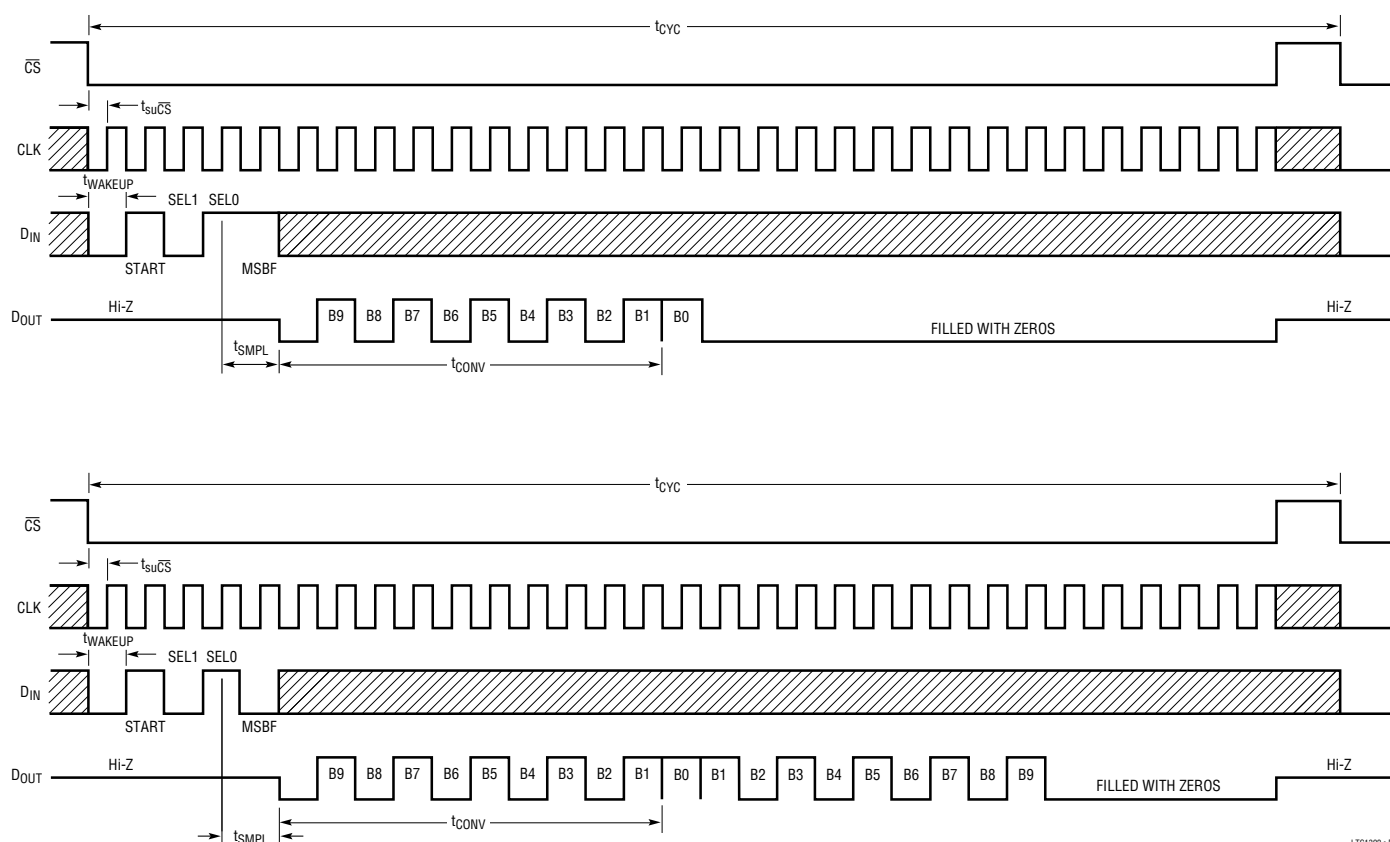 tCYC
CS
tsuCS
CLK
tWAKEUP
SEL1 SEL0
DIN
START MSBF
Hi-Z
DOUT
B9 B8 B7 B6 B5 B4 B3 B2 B1 B0
FILLED WITH ZEROS
Hi-Z
tSMPL
tCONV
tCYC
CS
tsuCS
CLK
tWAKEUP
SEL1 SEL0
DIN
START MSBF
Hi-Z
DOUT
B9 B8 B7 B6 B5 B4 B3 B2 B1 B0 B1 B2 B3 B4 B5 B6 B7 B8 B9
FILLED WITH ZEROS
Hi-Z
tCONV
tSMPL